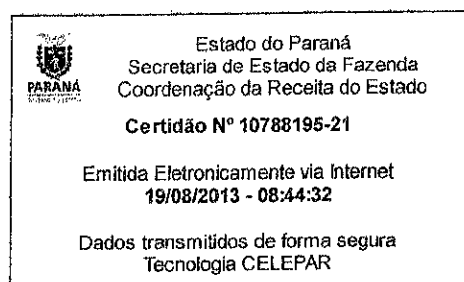 Estado do Paraná
Secretaria de Estado da Fazenda
PARANÁ
Coordenação da Receita do Estado
Certidão Nº 10788195-21
Emitida Eletronicamente via Internet
19/08/2013 - 08:44:32
Dados transmitidos de forma segura
Tecnologia CELEPAR